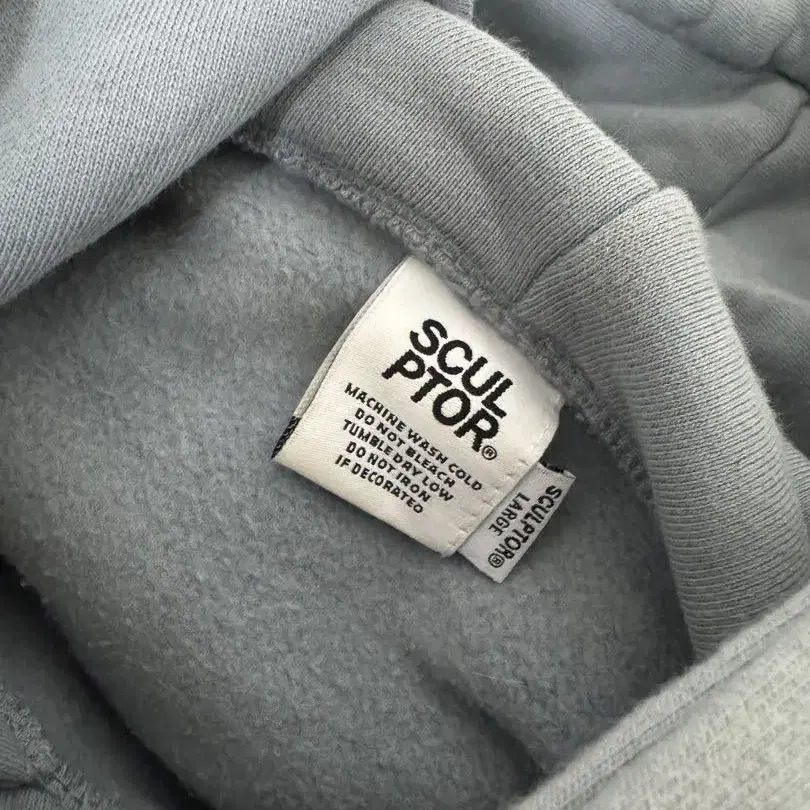 SCUL
PTOR®
MACHINE WASH COLD
DO NOT BLEACH
TUMBLE DRY LOW
DO NOT IRON
IF DECORATED
SCULPTOR®
LARGE